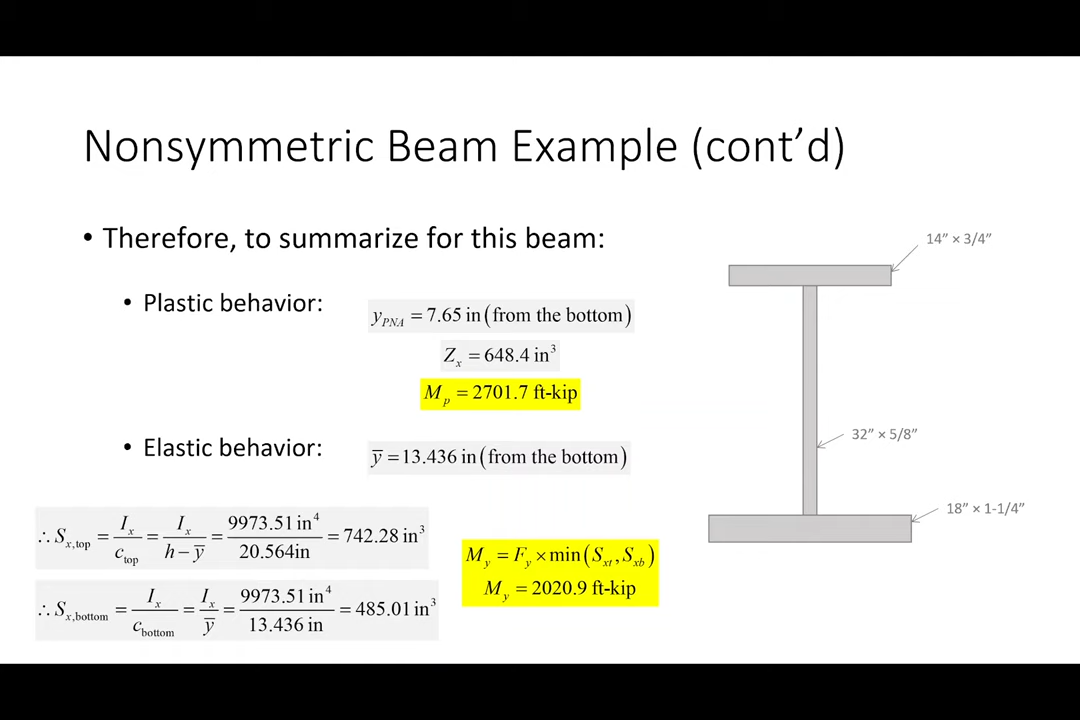 Nonsymmetric Beam Example (cont’d)
• Therefore, to summarize for this beam:
• Plastic behavior:
y_PNA = 7.65 in (from the bottom)
Z_x = 648.4 in³
M_p = 2701.7 ft-kip
• Elastic behavior:
y̅ = 13.436 in (from the bottom)
∴ S_x,top = I_x / c_top = I_x / (h − y̅) = 9973.51 in⁴ / 20.564in = 742.28 in³
∴ S_x,bottom = I_x / c_bottom = I_x / y̅ = 9973.51 in⁴ / 13.436 in = 485.01 in³
M_y = F_y × min (S_xt, S_xb)
M_y = 2020.9 ft-kip
14” × 3/4”
32” × 5/8”
18” × 1-1/4”